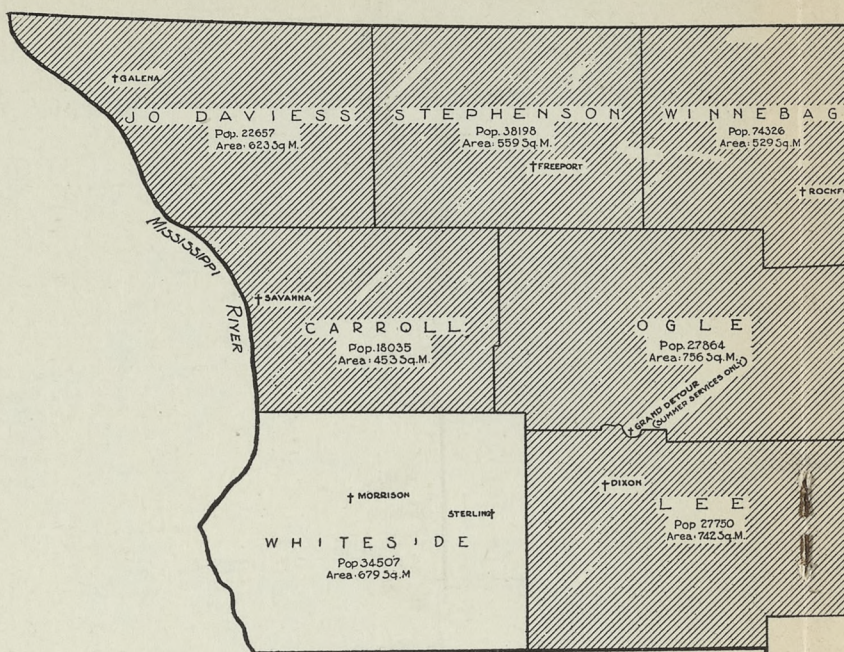 †GALENA
JO DAVIESS
Pop. 22657
Area: 623 Sq. M.
STEPHENSON
Pop. 38198
Area: 559 Sq. M.
†FREEPORT
WINNEBAG
Pop. 74326
Area: 529 Sq. M.
†ROCKF
MISSISSIPPI
RIVER
†SAVANNA
CARROLL
Pop. 18035
Area: 453 Sq. M.
OGLE
Pop. 27864
Area: 756 Sq. M.
†GRAND DETOUR
(SUMMER SERVICES ONLY)
†MORRISON
STERLING†
WHITESIDE
Pop 34507
Area: 679 Sq. M
†DIXON
LEE
Pop 27750
Area: 742 Sq. M.